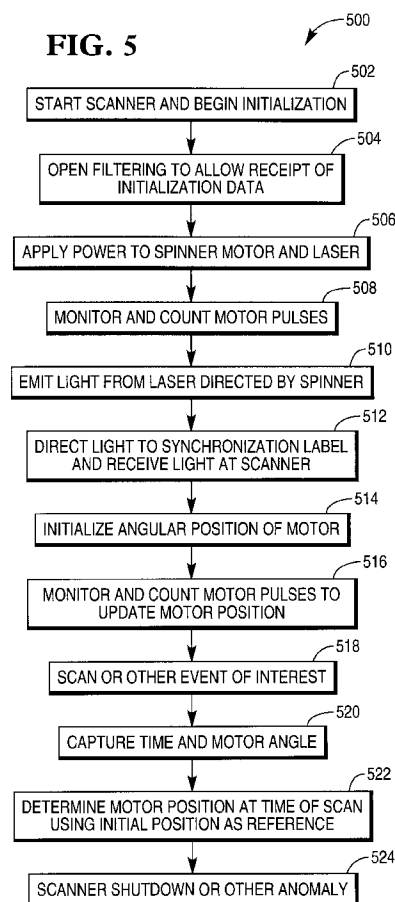 FIG. 5
500
502
START SCANNER AND BEGIN INITIALIZATION
504
OPEN FILTERING TO ALLOW RECEIPT OF
INITIALIZATION DATA
506
APPLY POWER TO SPINNER MOTOR AND LASER
508
MONITOR AND COUNT MOTOR PULSES
510
EMIT LIGHT FROM LASER DIRECTED BY SPINNER
512
DIRECT LIGHT TO SYNCHRONIZATION LABEL
AND RECEIVE LIGHT AT SCANNER
514
INITIALIZE ANGULAR POSITION OF MOTOR
516
MONITOR AND COUNT MOTOR PULSES TO
UPDATE MOTOR POSITION
518
SCAN OR OTHER EVENT OF INTEREST
520
CAPTURE TIME AND MOTOR ANGLE
522
DETERMINE MOTOR POSITION AT TIME OF SCAN
USING INITIAL POSITION AS REFERENCE
524
SCANNER SHUTDOWN OR OTHER ANOMALY